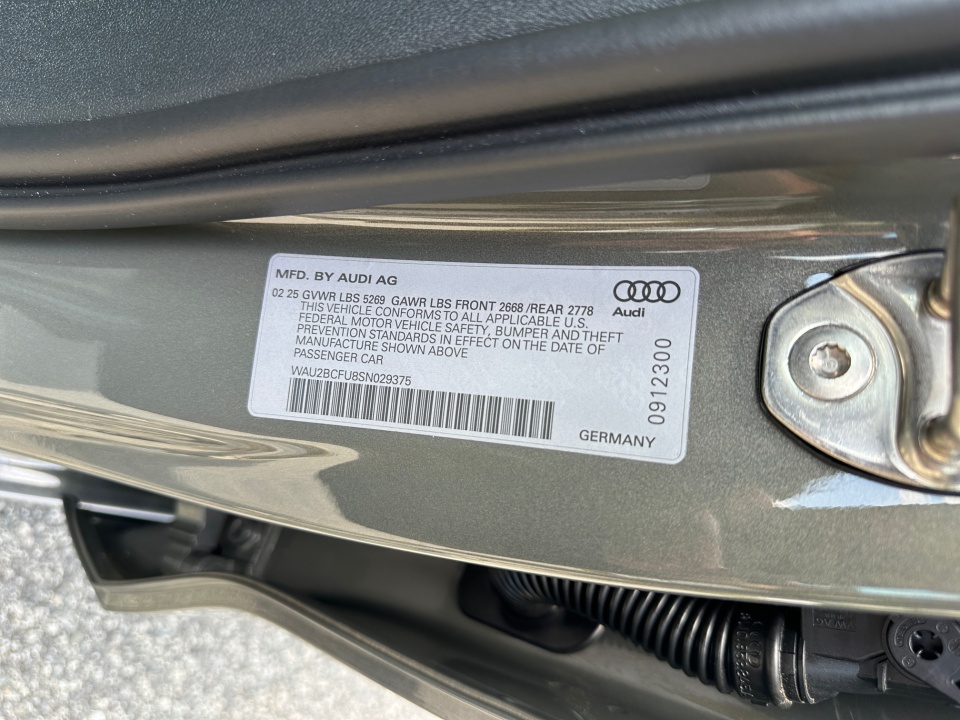 MFD. BY AUDI AG
02 25 GVWR LBS 5269 GAWR LBS FRONT 2668 /REAR 2778
THIS VEHICLE CONFORMS TO ALL APPLICABLE U.S.
FEDERAL MOTOR VEHICLE SAFETY, BUMPER AND THEFT
PREVENTION STANDARDS IN EFFECT ON THE DATE OF
MANUFACTURE SHOWN ABOVE
PASSENGER CAR
WAU2BCFU8SN029375
GERMANY
Audi
0912300